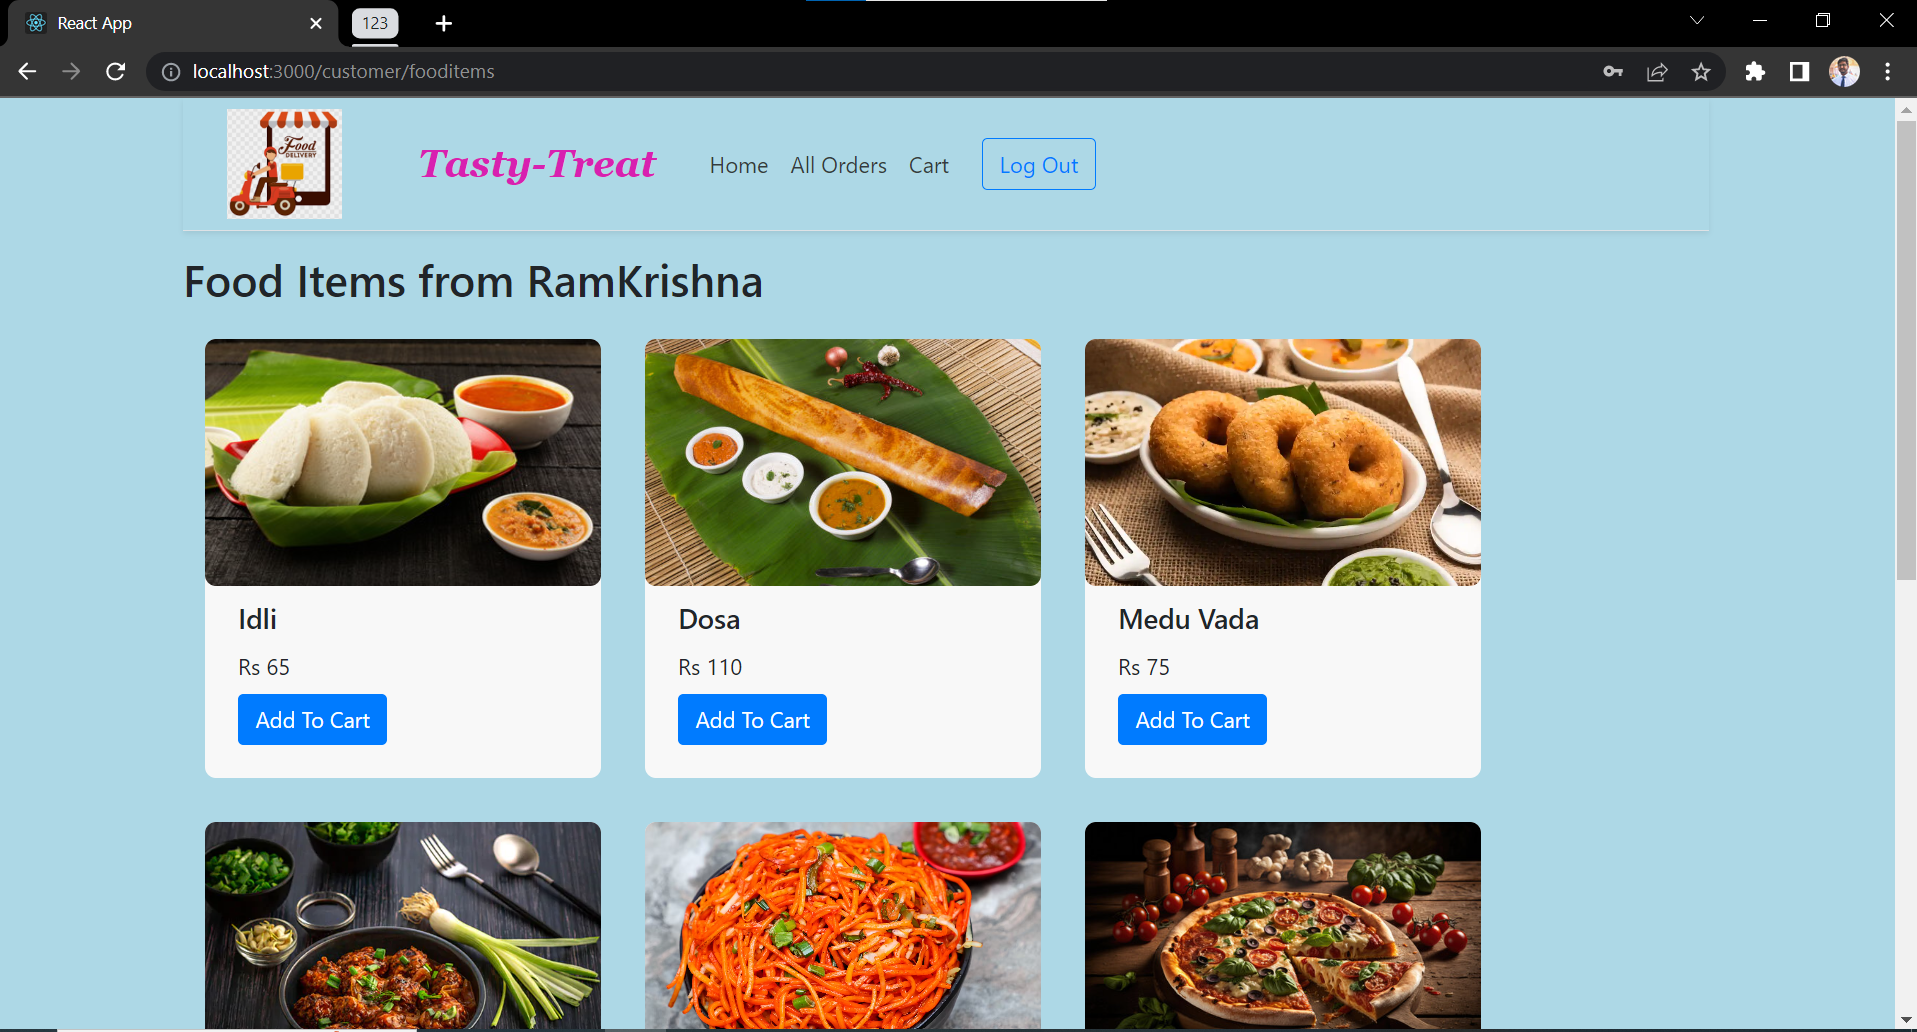 React App
123
localhost:3000/customer/fooditems
Food
DELIVERY
Tasty-Treat
Home
All Orders
Cart
Log Out
Food Items from RamKrishna
Idli
Rs 65
Add To Cart
Dosa
Rs 110
Add To Cart
Medu Vada
Rs 75
Add To Cart